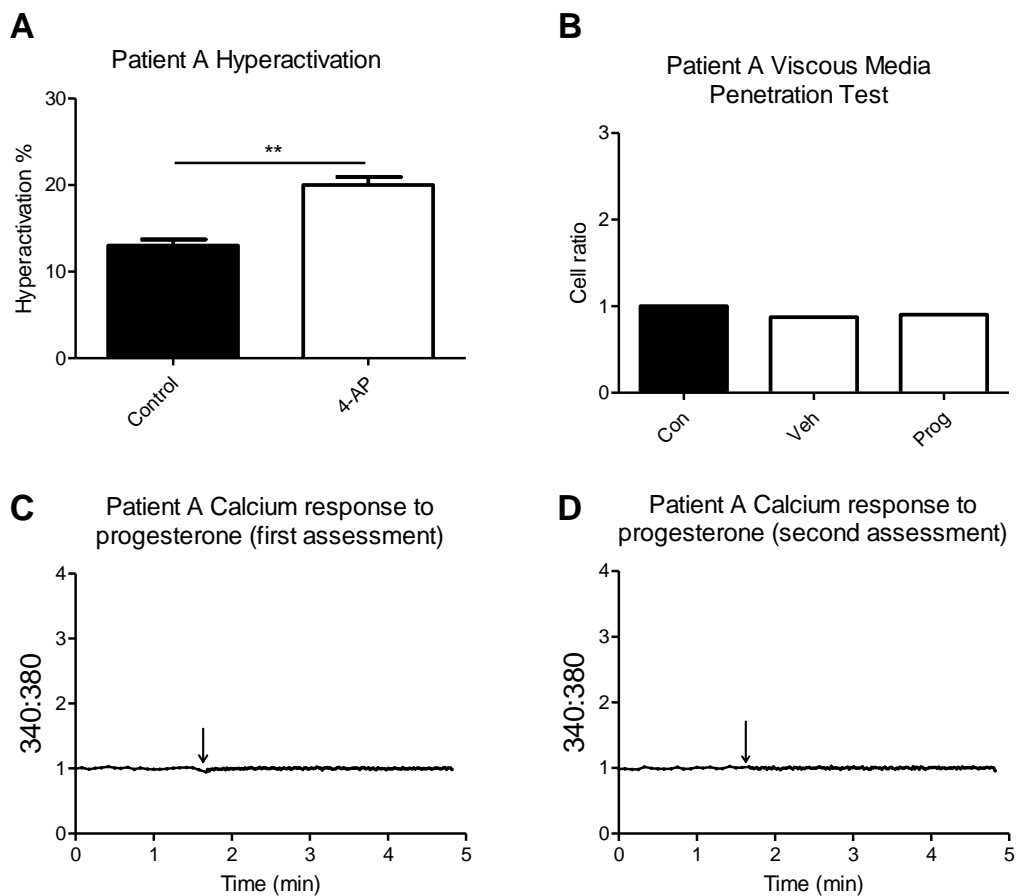 A
Patient A Hyperactivation
30
20
10
0
Hyperactivation %
**
Control
4-AP
B
Patient A Viscous Media
Penetration Test
3
2
1
0
Cell ratio
Con
Veh
Prog
C
Patient A Calcium response to
progesterone (first assessment)
4
3
2
1
0
340:380
0 1 2 3 4 5
Time (min)
D
Patient A Calcium response to
progesterone (second assessment)
4
3
2
1
0
340:380
0 1 2 3 4 5
Time (min)